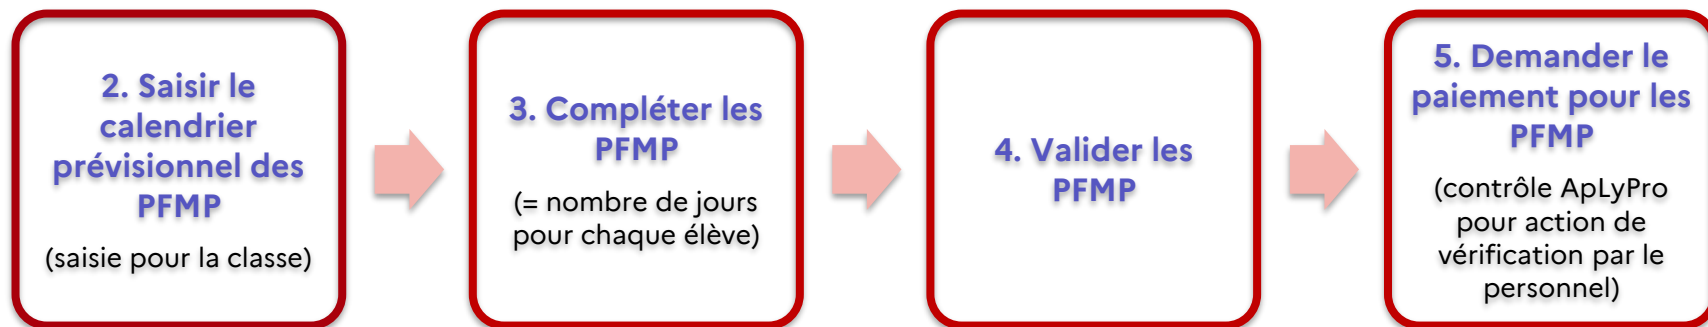 2. Saisir le
calendrier
prévisionnel des
PFMP
(saisie pour la classe)
3. Compléter les
PFMP
(= nombre de jours
pour chaque élève)
4. Valider les
PFMP
5. Demander le
paiement pour les
PFMP
(contrôle ApLyPro
pour action de
vérification par le
personnel)